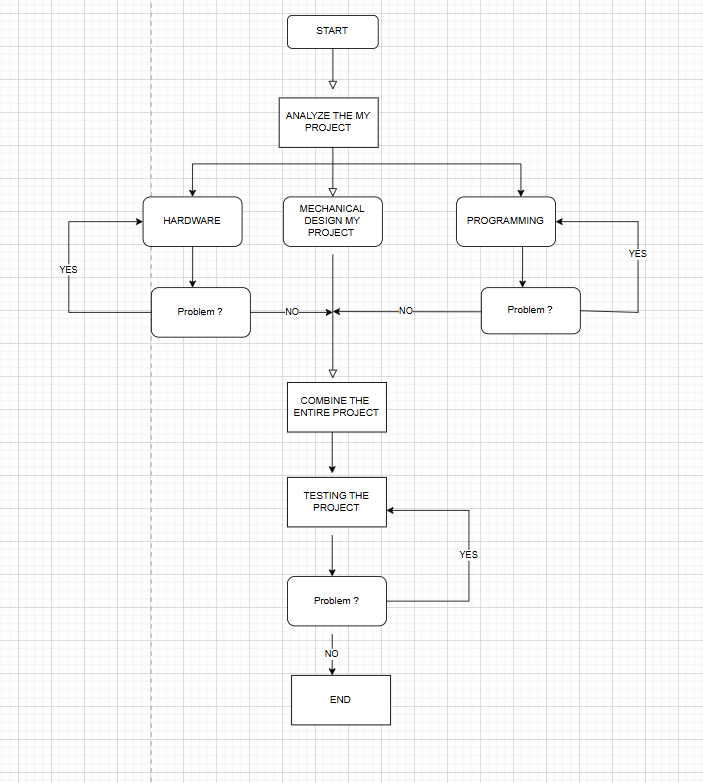 START
ANALYZE THE MY
PROJECT
HARDWARE
MECHANICAL
DESIGN MY
PROJECT
PROGRAMMING
YES
YES
Problem ?
NO
NO
Problem ?
COMBINE THE
ENTIRE PROJECT
TESTING THE
PROJECT
YES
Problem ?
NO
END